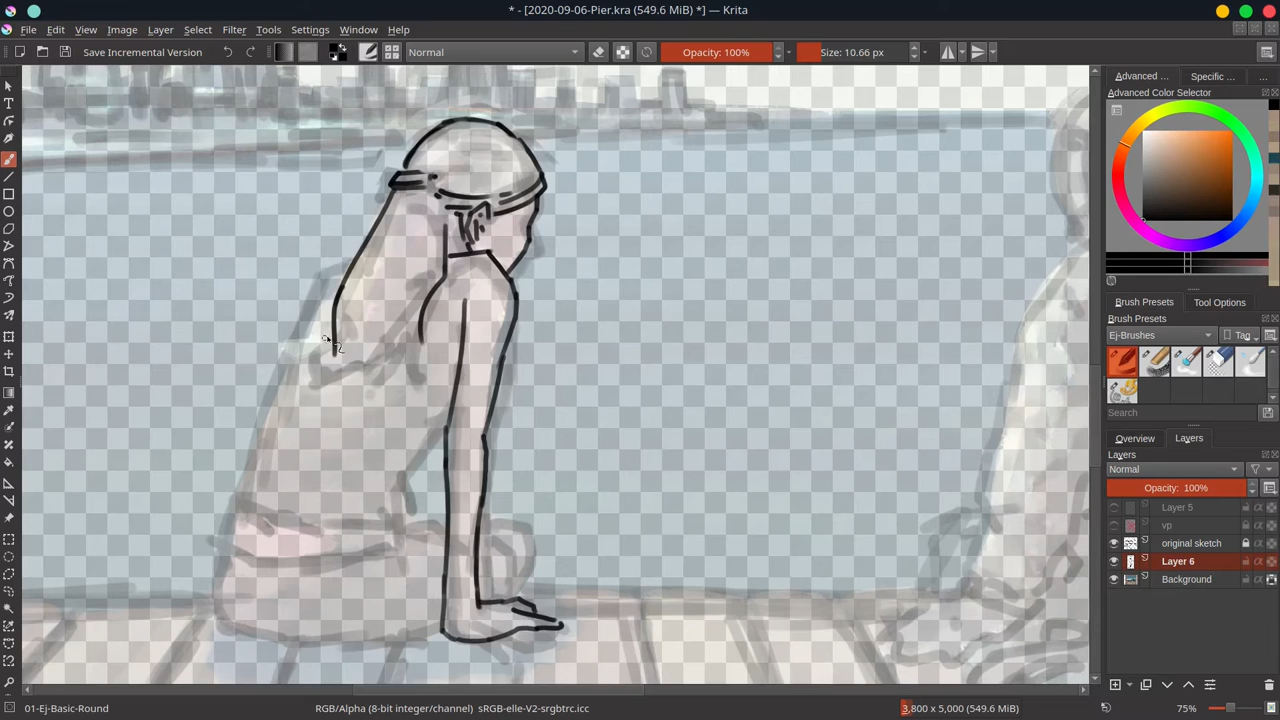 * - [2020-09-06-Pier.kra (549.6 MiB) *] — Krita
File Edit View Image Layer Select Filter Tools Settings Window Help
Save Incremental Version Normal Opacity: 100% Size: 10.66 px
Advanced ... Specific ... ...
Advanced Color Selector
Brush Presets Tool Options
Brush Presets
Ej-Brushes Tag
Search
Overview Layers
Layers
Normal
Opacity: 100%
Layer 5
vp
original sketch
Layer 6
Background
01-Ej-Basic-Round RGB/Alpha (8-bit integer/channel) sRGB-elle-V2-srgbtrc.icc 3,800 x 5,000 (549.6 MiB) 75%